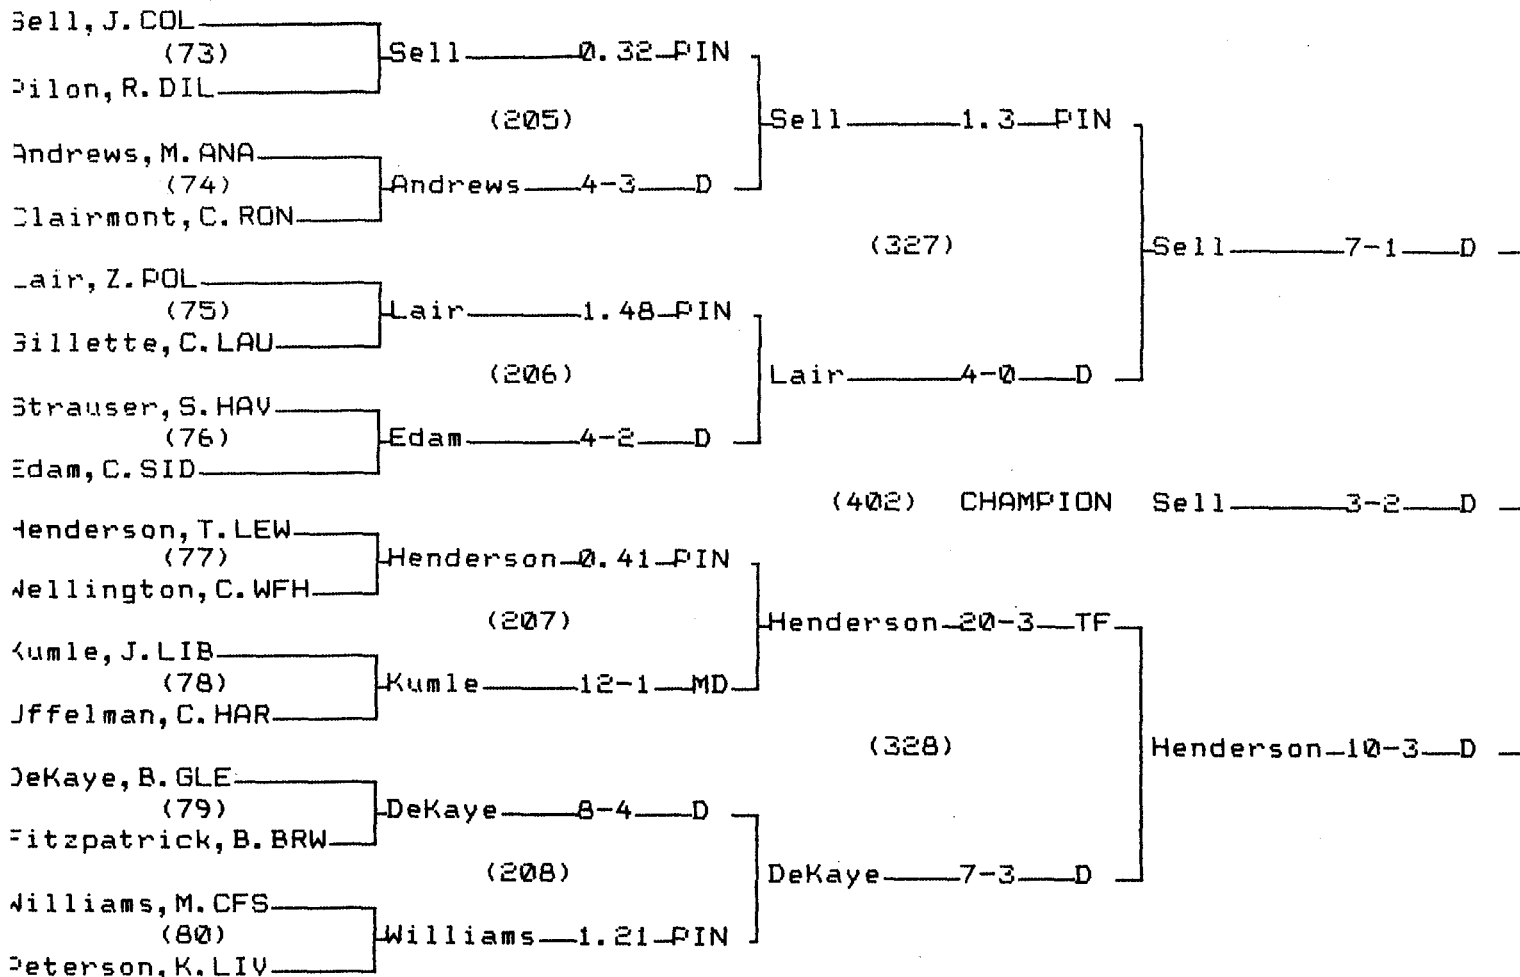 Sell, J. COL
(73) Sell 0.32 PIN
Pilon, R. DIL
(205) Sell 1.3 PIN
Andrews, M. ANA
(74) Andrews 4-3 D
Clairmont, C. RON
(327) Sell 7-1 D
Lair, Z. POL
(75) Lair 1.48 PIN
Gillette, C. LAU
(206) Lair 4-0 D
Strauser, S. HAV
(76) Edam 4-2 D
Edam, C. SID
(402) CHAMPION Sell 3-2 D
Henderson, T. LEW
(77) Henderson 0.41 PIN
Wellington, C. WFH
(207) Henderson 20-3 TF
Kumle, J. LIB
(78) Kumle 12-1 MD
Uffelman, C. HAR
(328) Henderson 10-3 D
DeKaye, B. GLE
(79) DeKaye 8-4 D
Fitzpatrick, B. BRW
(208) DeKaye 7-3 D
Williams, M. CFS
(80) Williams 1.21 PIN
Peterson, K. LIV